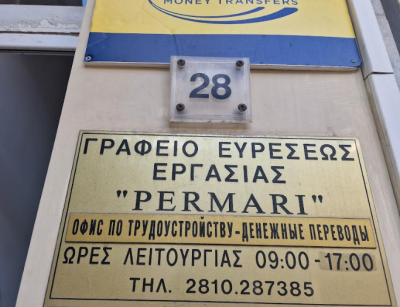 MONEY TRANSFERS
28
ΓΡΑΦΕΙΟ ΕΥΡΕΣΕΩΣ
ΕΡΓΑΣΙΑΣ
"PERMARI"
ОФИС ПО ТРУДОУСТРОЙСТВУ-ДЕНЕЖНЫЕ ПЕРЕВОДЫ
ΩΡΕΣ ΛΕΙΤΟΥΡΓΙΑΣ 09:00-17:00
ΤΗΛ. 2810.287385